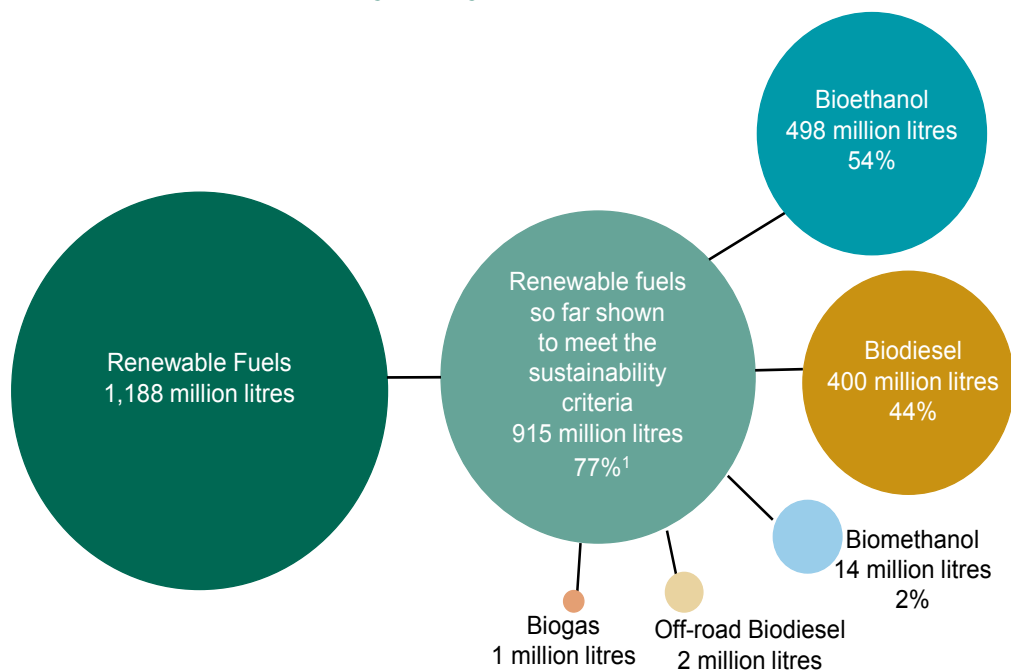 Renewable Fuels
1,188 million litres
Renewable fuels
so far shown
to meet the
sustainability
criteria
915 million litres
77%¹
Bioethanol
498 million litres
54%
Biodiesel
400 million litres
44%
Biomethanol
14 million litres
2%
Off-road Biodiesel
2 million litres
Biogas
1 million litres